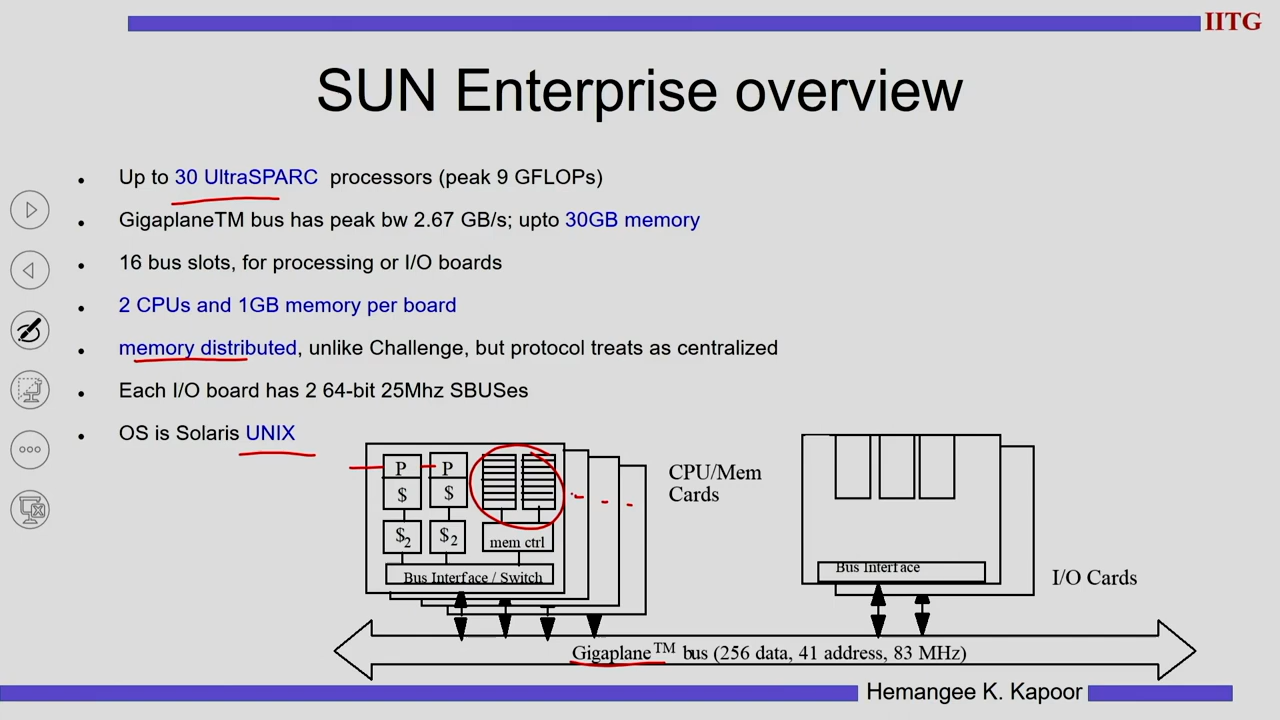 IITG
SUN Enterprise overview
• Up to 30 UltraSPARC processors (peak 9 GFLOPs)
• GigaplaneTM bus has peak bw 2.67 GB/s; upto 30GB memory
• 16 bus slots, for processing or I/O boards
• 2 CPUs and 1GB memory per board
• memory distributed, unlike Challenge, but protocol treats as centralized
• Each I/O board has 2 64-bit 25Mhz SBUSes
• OS is Solaris UNIX
P P
$ $
$2 $2
mem ctrl
Bus Interface / Switch
CPU/Mem
Cards
Bus Interface
I/O Cards
Gigaplane™ bus (256 data, 41 address, 83 MHz)
Hemangee K. Kapoor